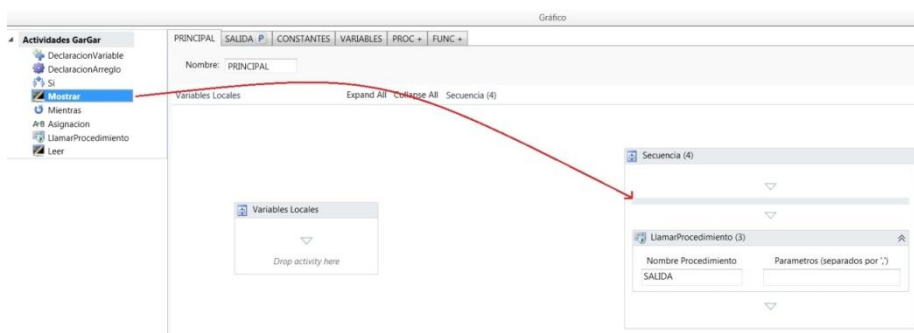 Gráfico
Actividades GarGar
DeclaracionVariable
DeclaracionArreglo
Si
Mostrar
Mientras
A=B Asignacion
LlamarProcedimiento
Leer
PRINCIPAL SALIDA P CONSTANTES VARIABLES PROC + FUNC +
Nombre: PRINCIPAL
Variables Locales Expand All Collapse All Secuencia (4)
Variables Locales
Drop activity here
Secuencia (4)
LlamarProcedimiento (3)
Nombre Procedimiento Parametros (separados por ',')
SALIDA